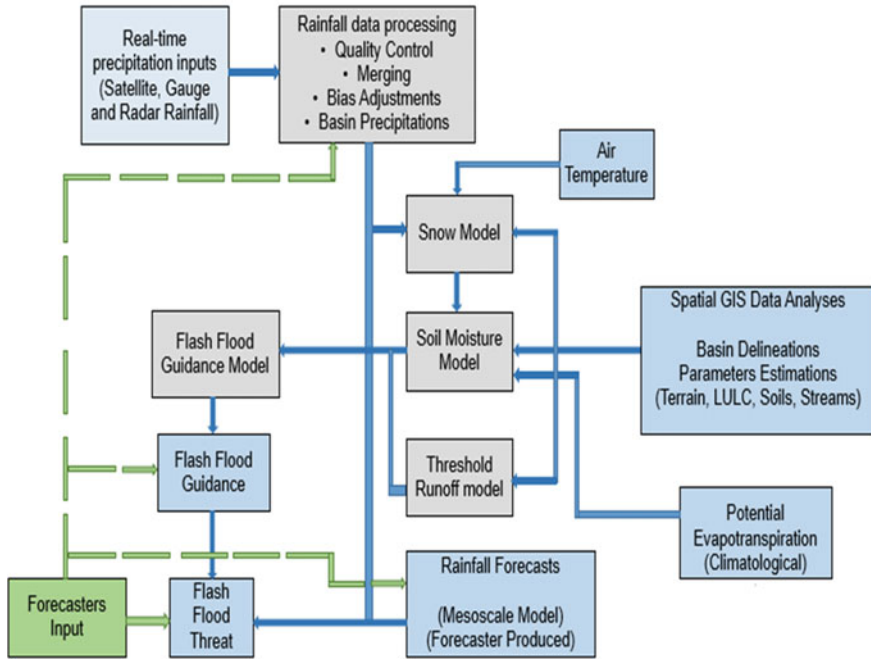 Real-time
precipitation inputs
(Satellite, Gauge
and Radar Rainfall)
Rainfall data processing
• Quality Control
• Merging
• Bias Adjustments
• Basin Precipitations
Air
Temperature
Snow Model
Spatial GIS Data Analyses
Basin Delineations
Parameters Estimations
(Terrain, LULC, Soils, Streams)
Flash Flood
Guidance Model
Soil Moisture
Model
Flash Flood
Guidance
Threshold
Runoff model
Potential
Evapotranspiration
(Climatological)
Forecasters
Input
Flash
Flood
Threat
Rainfall Forecasts
(Mesoscale Model)
(Forecaster Produced)